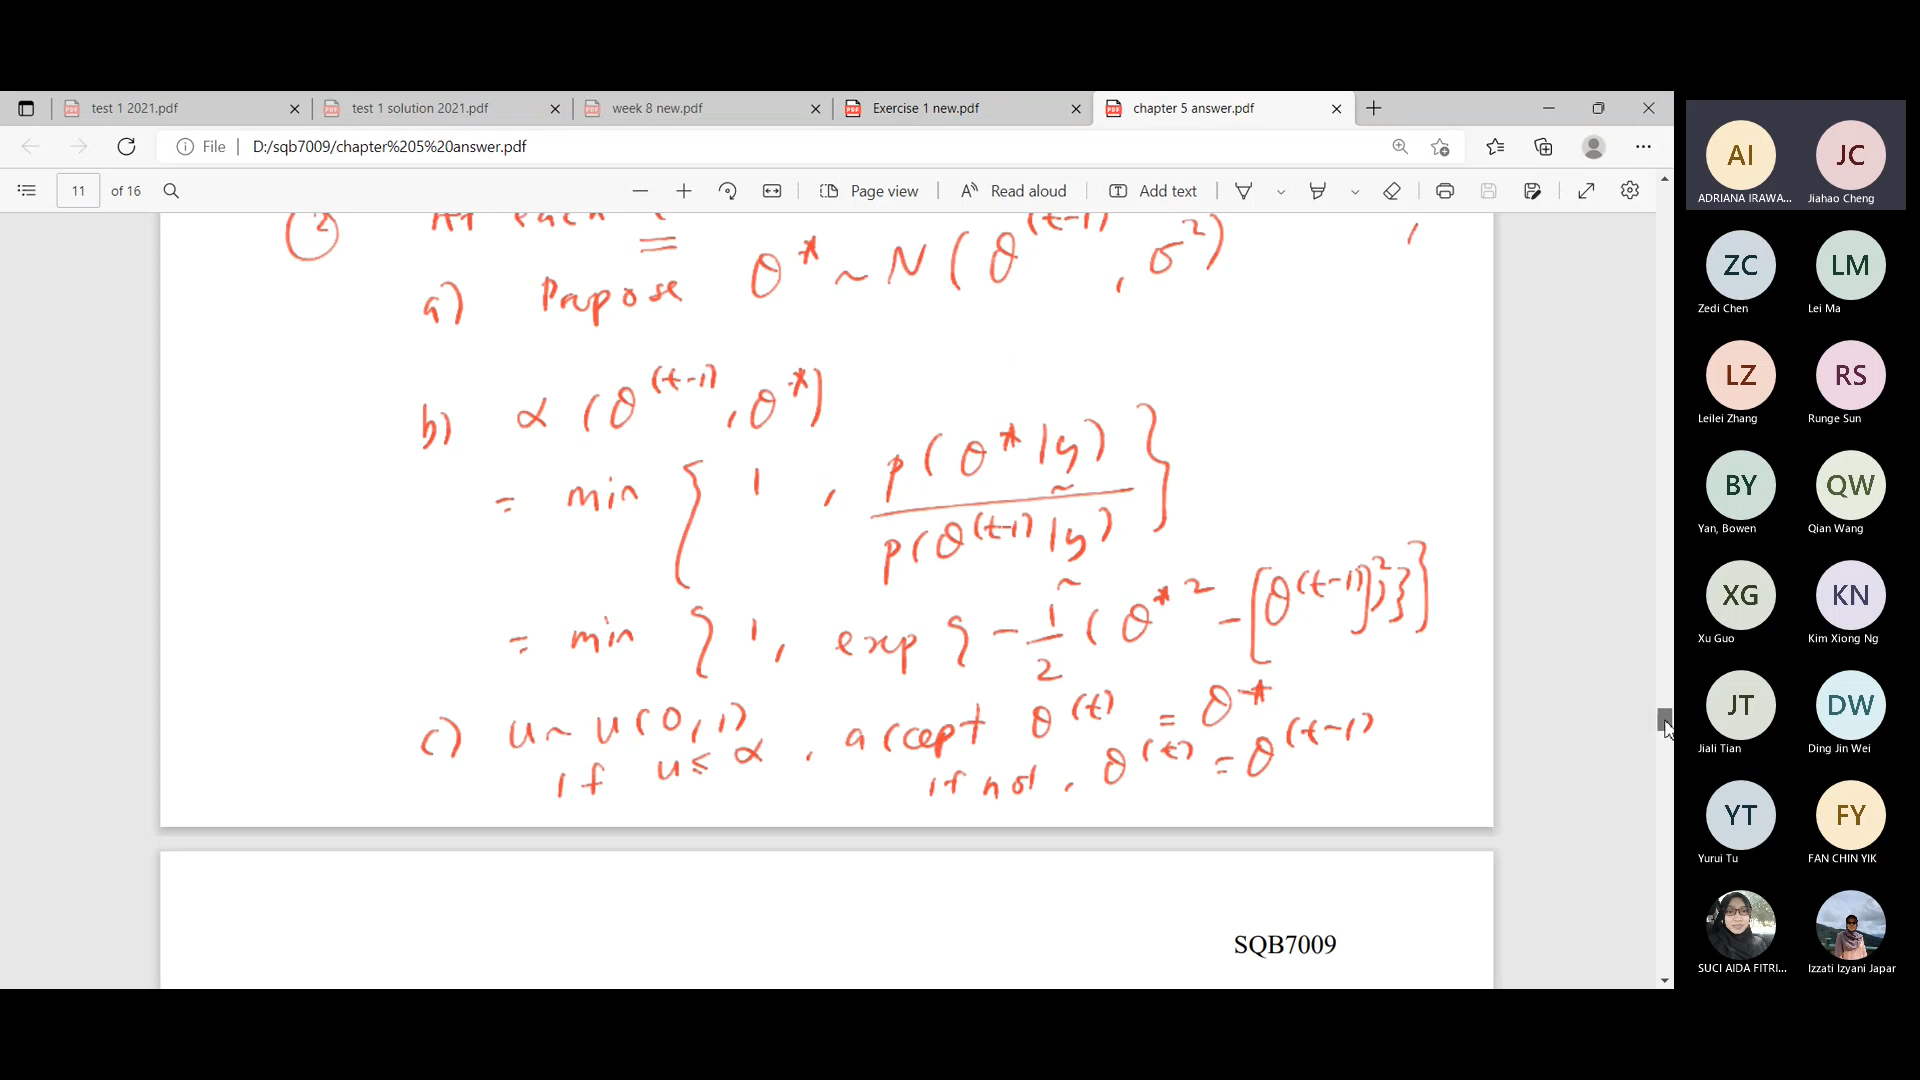 test 1 2021.pdf
test 1 solution 2021.pdf
week 8 new.pdf
Exercise 1 new.pdf
chapter 5 answer.pdf
File | D:/sqb7009/chapter%205%20answer.pdf
11 of 16
Page view
Read aloud
Add text
② At each t
a) Propose θ* ~ N(θ^(t-1), σ²)
b) α(θ^(t-1), θ*)
= min { 1, p(θ*|y) / p(θ^(t-1)|y) }
= min { 1, exp{ -1/2 (θ*² - [θ^(t-1)]²)}}
c) u ~ u(0,1)
if u ≤ α, accept θ^(t) = θ*
if not, θ^(t) = θ^(t-1)
SQB7009
AI
ADRIANA IRAWA...
JC
Jiahao Cheng
ZC
Zedi Chen
LM
Lei Ma
LZ
Leilei Zhang
RS
Runge Sun
BY
Yan, Bowen
QW
Qian Wang
XG
Xu Guo
KN
Kim Xiong Ng
JT
Jiali Tian
DW
Ding Jin Wei
YT
Yurui Tu
FY
FAN CHIN YIK
SUCI AIDA FITRI...
Izzati Izyani Japar